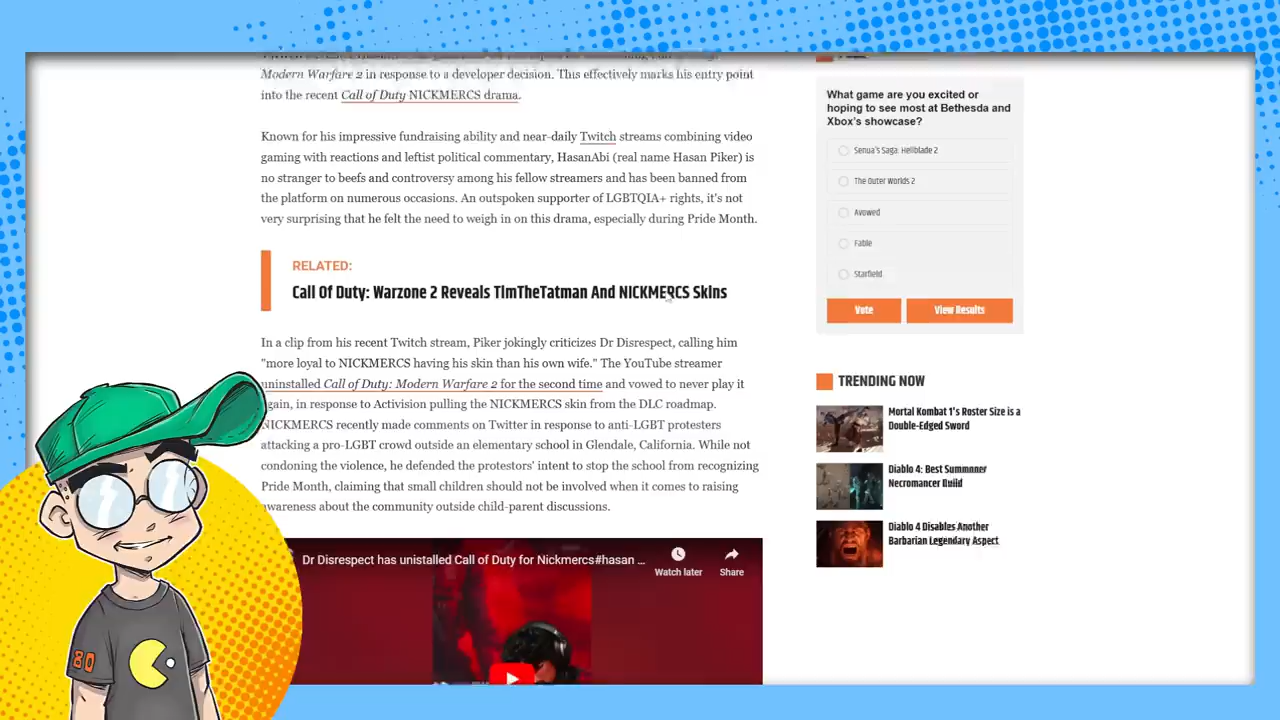 Modern Warfare 2 in response to a developer decision. This effectively marks his entry point
into the recent Call of Duty NICKMERCS drama.
Known for his impressive fundraising ability and near-daily Twitch streams combining video
gaming with reactions and leftist political commentary, HasanAbi (real name Hasan Piker) is
no stranger to beefs and controversy among his fellow streamers and has been banned from
the platform on numerous occasions. An outspoken supporter of LGBTQIA+ rights, it's not
very surprising that he felt the need to weigh in on this drama, especially during Pride Month.
RELATED:
Call Of Duty: Warzone 2 Reveals TimTheTatman And NICKMERCS Skins
In a clip from his recent Twitch stream, Piker jokingly criticizes Dr Disrespect, calling him
"more loyal to NICKMERCS having his skin than his own wife." The YouTube streamer
uninstalled Call of Duty: Modern Warfare 2 for the second time and vowed to never play it
again, in response to Activision pulling the NICKMERCS skin from the DLC roadmap.
NICKMERCS recently made comments on Twitter in response to anti-LGBT protesters
attacking a pro-LGBT crowd outside an elementary school in Glendale, California. While not
condoning the violence, he defended the protestors' intent to stop the school from recognizing
Pride Month, claiming that small children should not be involved when it comes to raising
awareness about the community outside child-parent discussions.
Dr Disrespect has unistalled Call of Duty for Nickmercs#hasan ...
Watch later
Share
What game are you excited or
hoping to see most at Bethesda and
Xbox's showcase?
Senua's Saga: Hellblade 2
The Outer Worlds 2
Avowed
Fable
Starfield
Vote
View Results
TRENDING NOW
Mortal Kombat 1's Roster Size is a
Double-Edged Sword
Diablo 4: Best Summoner
Necromancer Build
Diablo 4 Disables Another
Barbarian Legendary Aspect
80